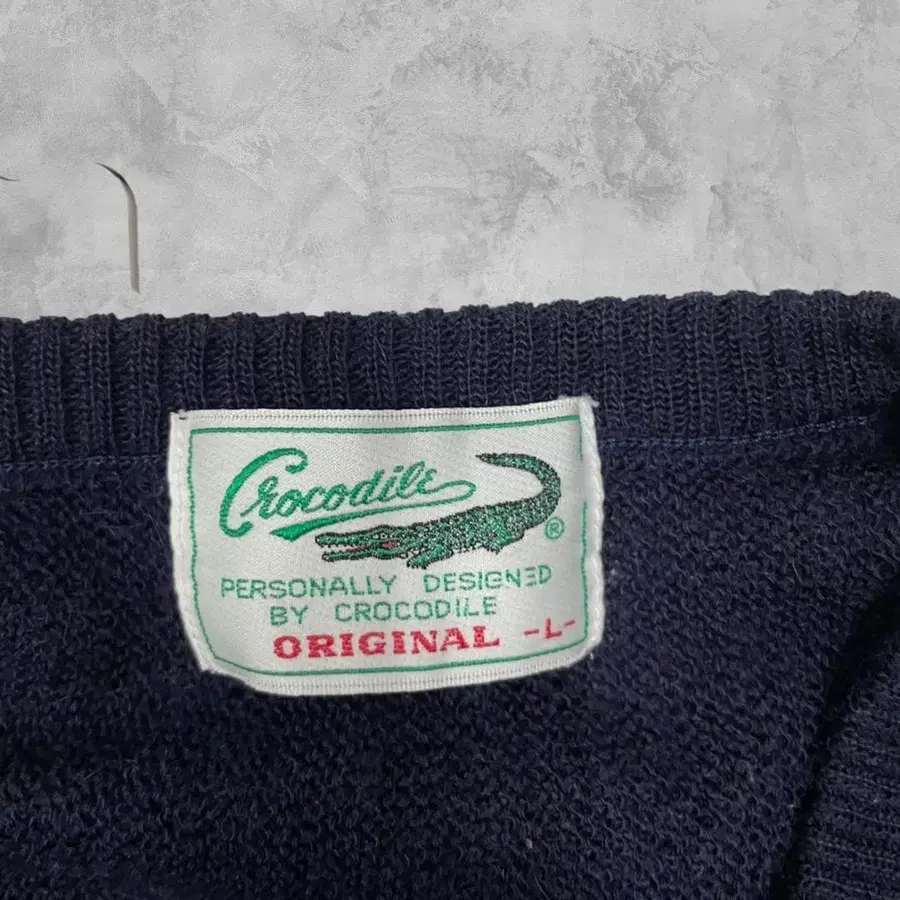 Crocodile
®
PERSONALLY DESIGNED
BY CROCODILE
ORIGINAL -L-